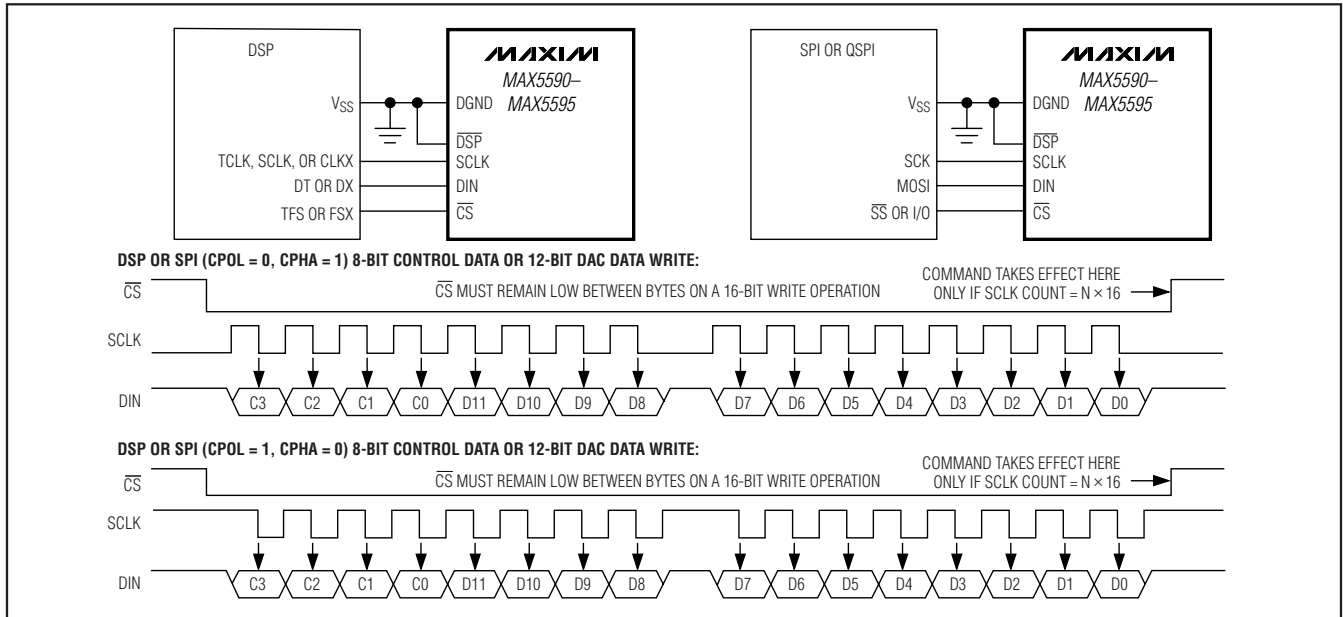 DSP
MAXIM
MAX5590–
MAX5595
VSS
DGND
DSP
TCLK, SCLK, OR CLKX
SCLK
DT OR DX
DIN
TFS OR FSX
CS
SPI OR QSPI
MAXIM
MAX5590–
MAX5595
VSS
DGND
DSP
SCK
SCLK
MOSI
DIN
SS OR I/O
CS
DSP OR SPI (CPOL = 0, CPHA = 1) 8-BIT CONTROL DATA OR 12-BIT DAC DATA WRITE:
CS
CS MUST REMAIN LOW BETWEEN BYTES ON A 16-BIT WRITE OPERATION
COMMAND TAKES EFFECT HERE
ONLY IF SCLK COUNT = N × 16
SCLK
DIN
C3 C2 C1 C0 D11 D10 D9 D8 D7 D6 D5 D4 D3 D2 D1 D0
DSP OR SPI (CPOL = 1, CPHA = 0) 8-BIT CONTROL DATA OR 12-BIT DAC DATA WRITE:
CS
CS MUST REMAIN LOW BETWEEN BYTES ON A 16-BIT WRITE OPERATION
COMMAND TAKES EFFECT HERE
ONLY IF SCLK COUNT = N × 16
SCLK
DIN
C3 C2 C1 C0 D11 D10 D9 D8 D7 D6 D5 D4 D3 D2 D1 D0